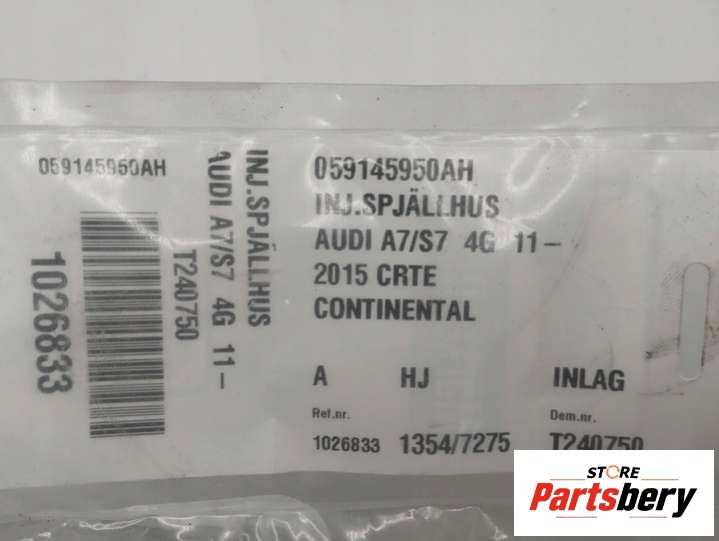 059145950AH
1026833
T240750
AUDI A7/S7 4G 11-
INJ.SPJÄLLHUS
059145950AH
INJ.SPJÄLLHUS
AUDI A7/S7 4G 11-
2015 CRTE
CONTINENTAL
A HJ INLAG
Ref.nr. Dem.nr.
1026833 1354/7275 T240750
STORE
Partsbery